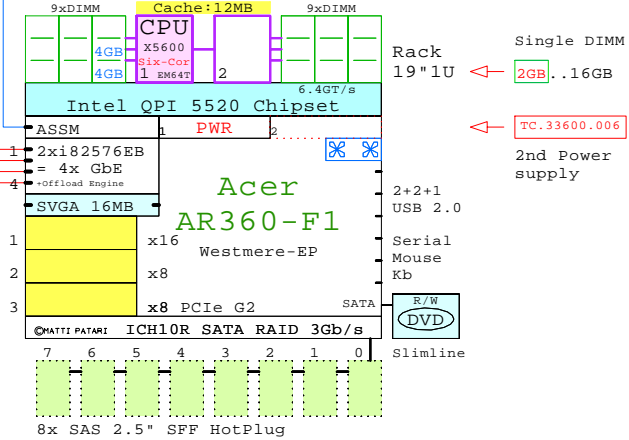 9xDIMM
Cache:12MB
9xDIMM
CPU
X5600
Six-Cor
1 EM64T
2
4GB
4GB
6.4GT/s
Rack
19"1U
Single DIMM
2GB..16GB
Intel QPI 5520 Chipset
ASSM
1 PWR 2
TC.33600.006
2nd Power
supply
1 2xi82576EB
= 4x GbE
4 +Offload Engine
SVGA 16MB
Acer
AR360-F1
Westmere-EP
2+2+1
USB 2.0
Serial
Mouse
Kb
1 x16
2 x8
3 x8 PCIe G2
SATA
R/W
DVD
Slimline
©MATTI PATARI ICH10R SATA RAID 3Gb/s
7 6 5 4 3 2 1 0
8x SAS 2.5" SFF HotPlug